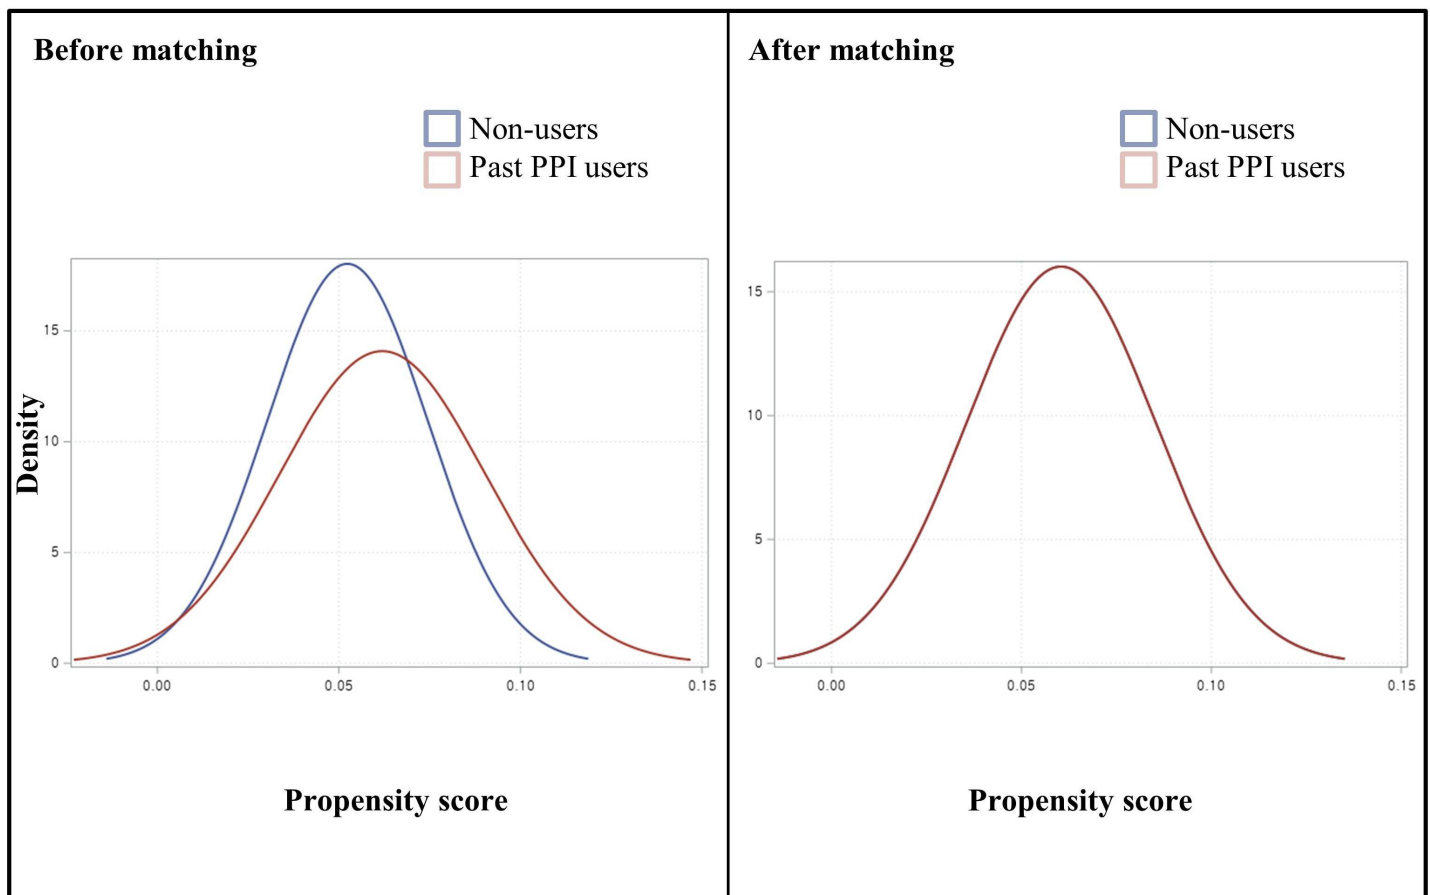 Before matching
Non-users
Past PPI users
Density
15
10
5
0
0.00 0.05 0.10 0.15
Propensity score
After matching
Non-users
Past PPI users
15
10
5
0
0.00 0.05 0.10 0.15
Propensity score